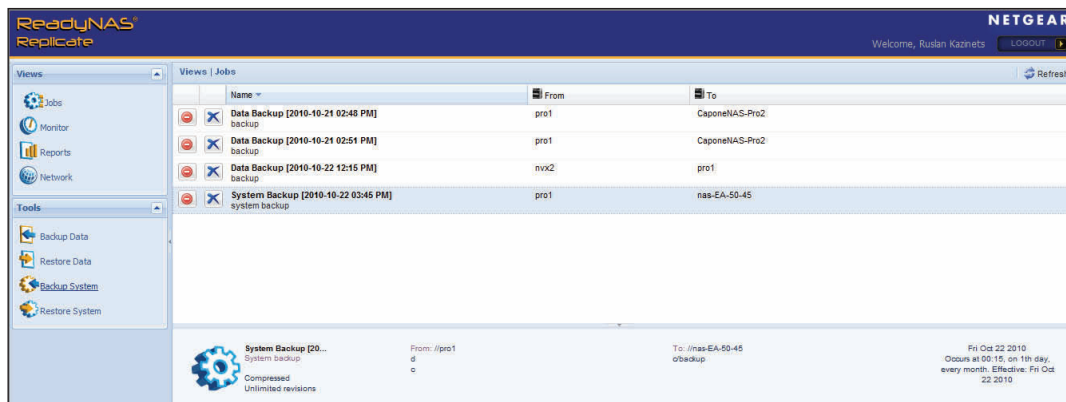 ReadyNAS®
Replicate
NETGEAR
Welcome, Ruslan Kazinets
LOGOUT
Views
Jobs
Monitor
Reports
Network
Tools
Backup Data
Restore Data
Backup System
Restore System
Views | Jobs
Refresh
Name From To
Data Backup [2010-10-21 02:48 PM] pro1 CaponeNAS-Pro2
backup
Data Backup [2010-10-21 02:51 PM] pro1 CaponeNAS-Pro2
backup
Data Backup [2010-10-22 12:15 PM] nvx2 pro1
backup
System Backup [2010-10-22 03:45 PM] pro1 nas-EA-50-45
system backup
System Backup [20...
System backup
Compressed
Unlimited revisions
From: //pro1
d
c
To: //nas-EA-50-45
c/backup
Fri Oct 22 2010
Occurs at 00:15, on 1th day,
every month. Effective: Fri Oct
22 2010